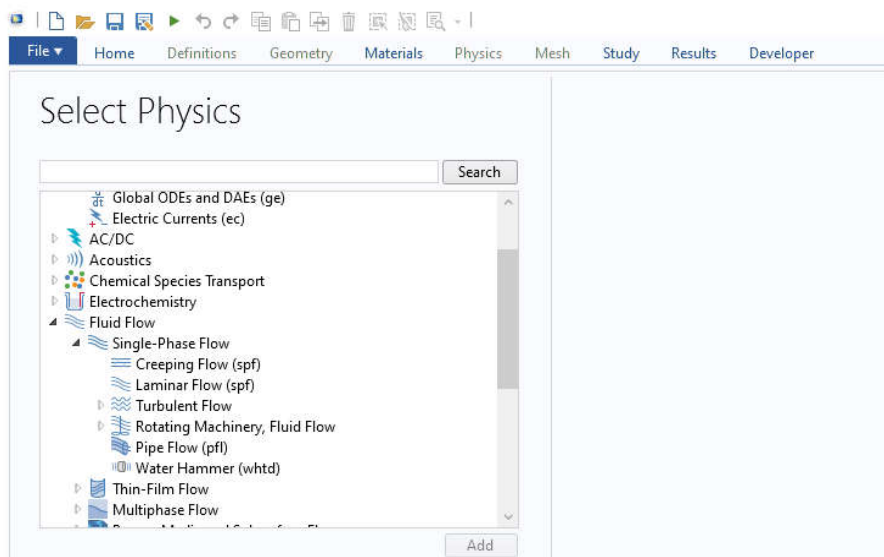 File ▾ Home Definitions Geometry Materials Physics Mesh Study Results Developer
Select Physics
Search
Global ODEs and DAEs (ge)
Electric Currents (ec)
AC/DC
Acoustics
Chemical Species Transport
Electrochemistry
Fluid Flow
Single-Phase Flow
Creeping Flow (spf)
Laminar Flow (spf)
Turbulent Flow
Rotating Machinery, Fluid Flow
Pipe Flow (pfl)
Water Hammer (whtd)
Thin-Film Flow
Multiphase Flow
Add